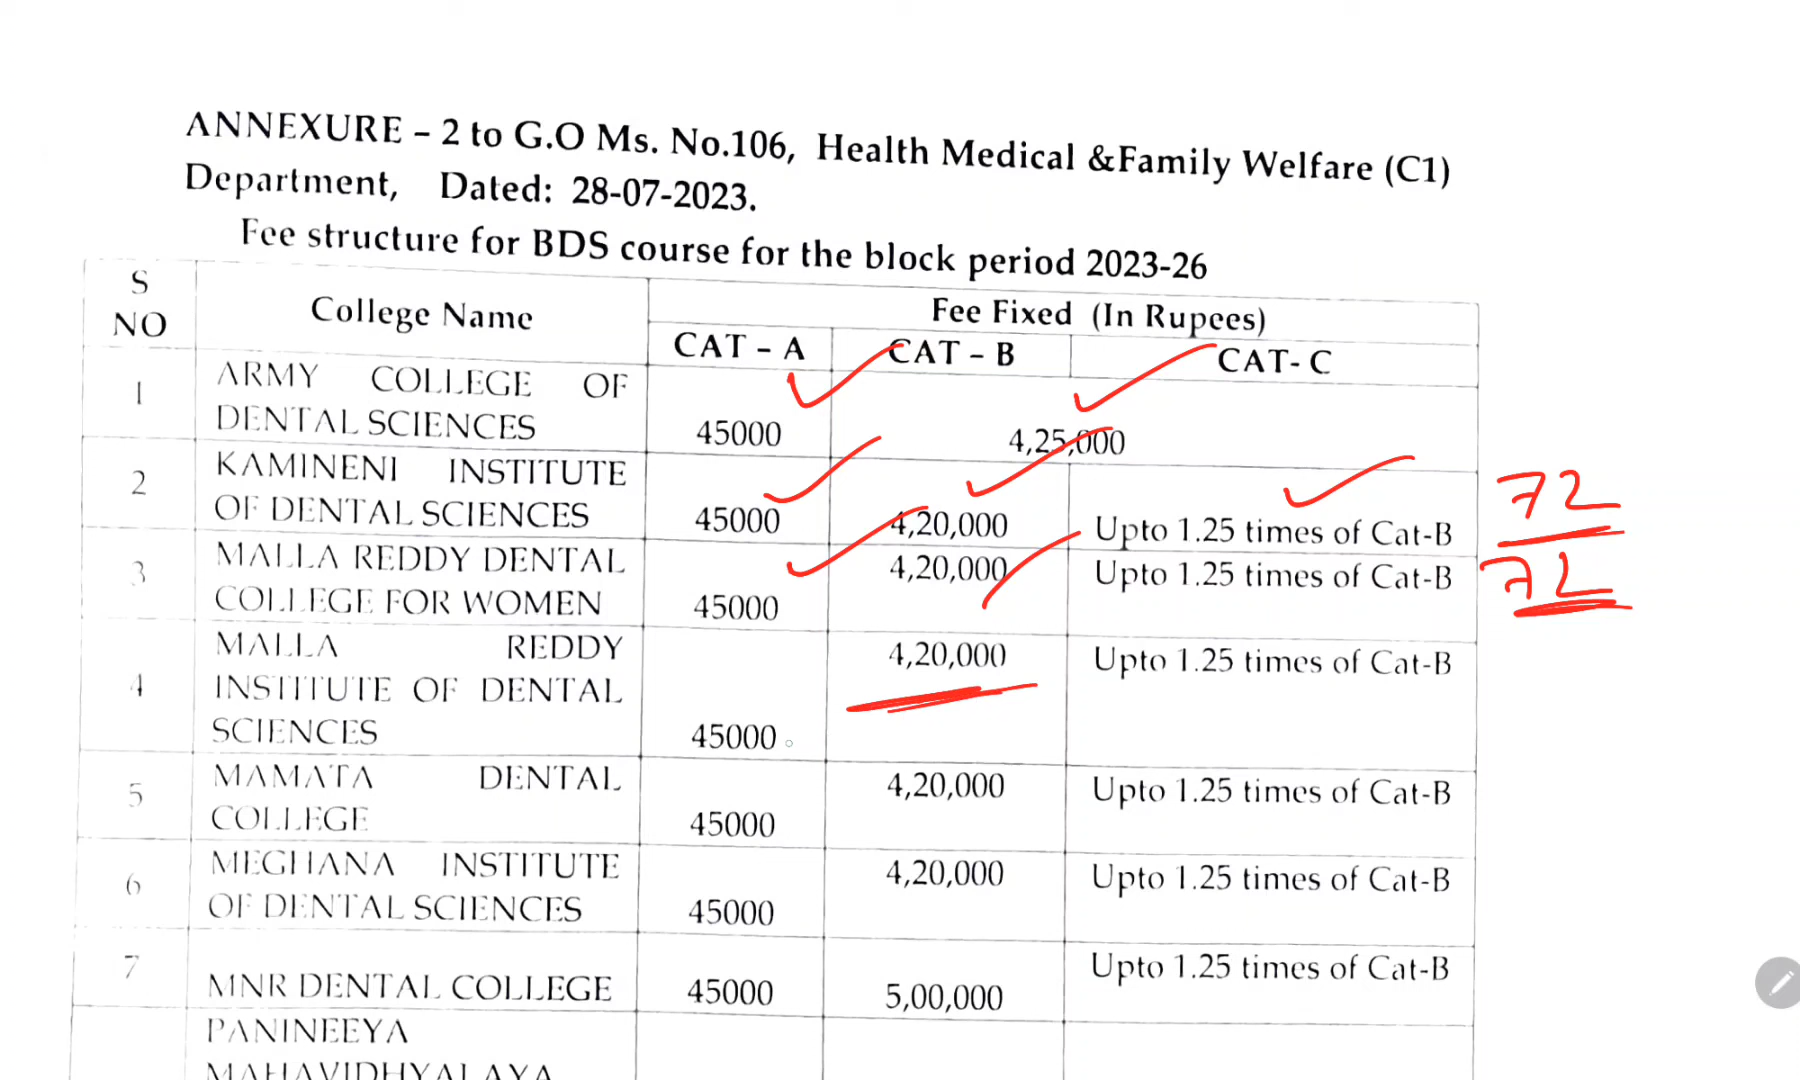 ANNEXURE – 2 to G.O Ms. No.106, Health Medical &Family Welfare (C1)
Department, Dated: 28-07-2023.
Fee structure for BDS course for the block period 2023-26
S NO
College Name
Fee Fixed (In Rupees)
CAT – A
CAT – B
CAT- C
1
ARMY COLLEGE OF
DENTAL SCIENCES
45000
4,25,000
2
KAMINENI INSTITUTE
OF DENTAL SCIENCES
45000
4,20,000
Upto 1.25 times of Cat-B
72
3
MALLA REDDY DENTAL
COLLEGE FOR WOMEN
45000
4,20,000
Upto 1.25 times of Cat-B
72
4
MALLA REDDY
INSTITUTE OF DENTAL
SCIENCES
45000
4,20,000
Upto 1.25 times of Cat-B
5
MAMATA DENTAL
COLLEGE
45000
4,20,000
Upto 1.25 times of Cat-B
6
MEGHANA INSTITUTE
OF DENTAL SCIENCES
45000
4,20,000
Upto 1.25 times of Cat-B
7
MNR DENTAL COLLEGE
45000
5,00,000
Upto 1.25 times of Cat-B
PANINEEYA
MAHAVIDHYALAYA